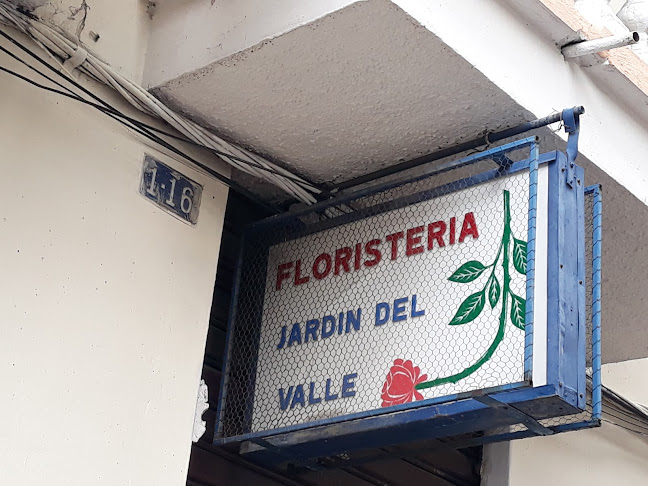 1-16
FLORISTERIA
JARDIN DEL
VALLE